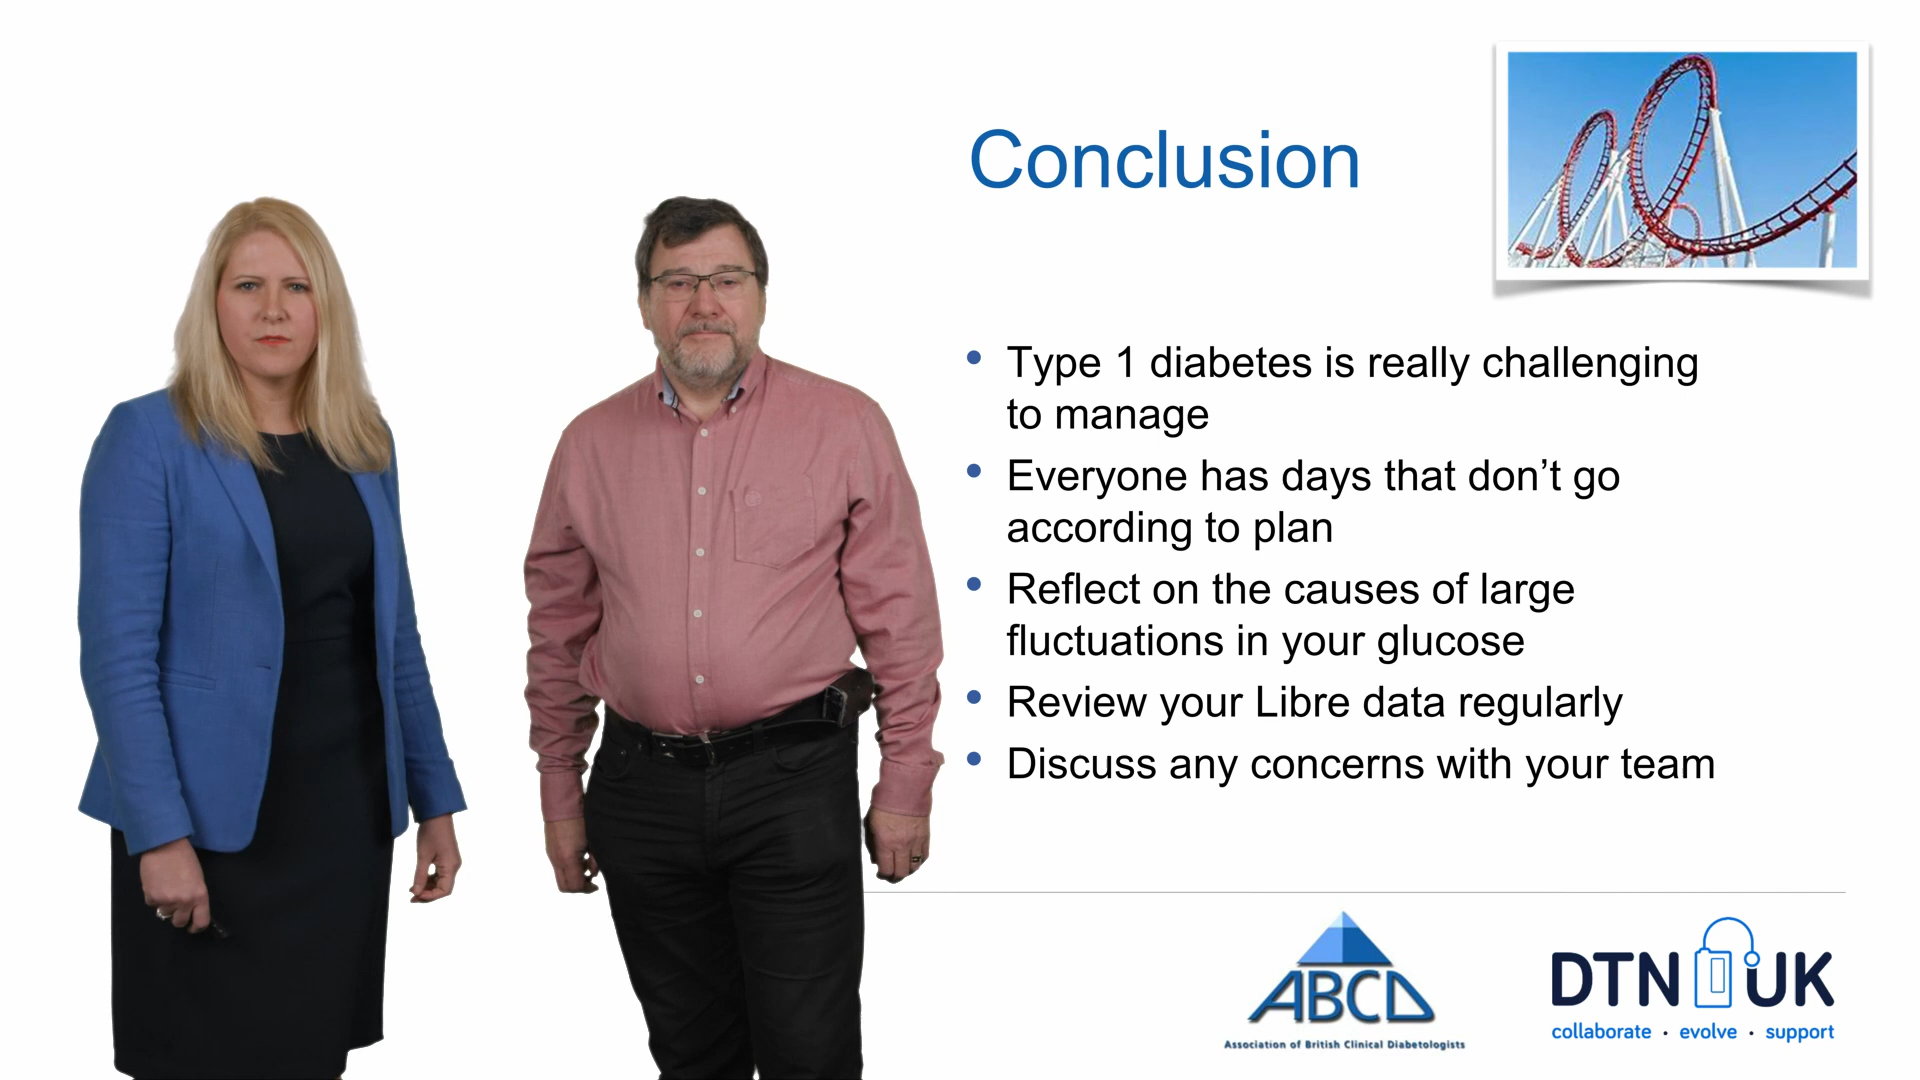 Conclusion
• Type 1 diabetes is really challenging
to manage
• Everyone has days that don’t go
according to plan
• Reflect on the causes of large
fluctuations in your glucose
• Review your Libre data regularly
• Discuss any concerns with your team
ABCD
Association of British Clinical Diabetologists
DTN UK
collaborate • evolve • support